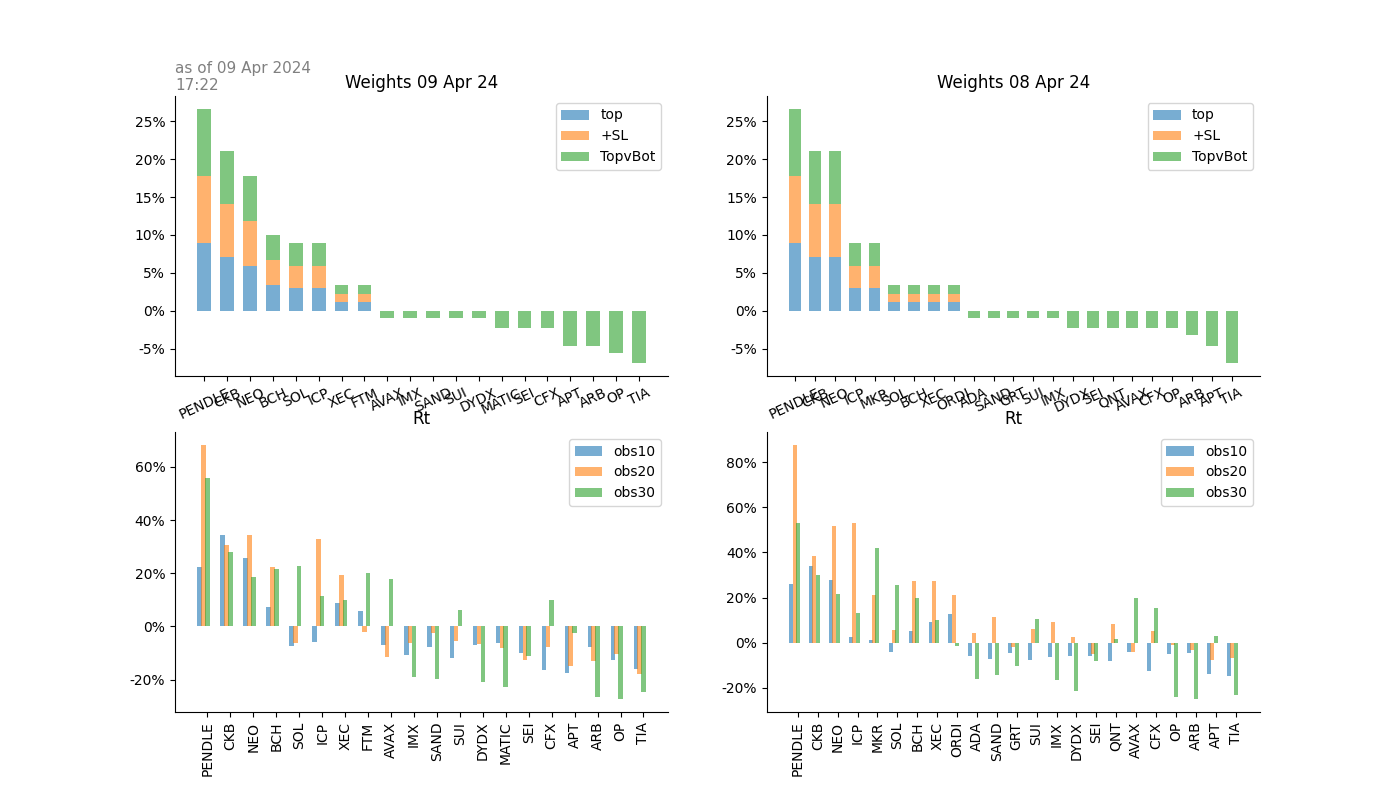 as of 09 Apr 2024
17:22
Weights 09 Apr 24
25%
20%
15%
10%
5%
0%
-5%
top
+SL
TopvBot
PENDLE
CKB
NEO
BCH
SOL
ICP
XEC
FTM
AVAX
IMX
SAND
SUI
DYDX
MATIC
SEI
CFX
APT
ARB
OP
TIA
Weights 08 Apr 24
25%
20%
15%
10%
5%
0%
-5%
top
+SL
TopvBot
PENDLE
CKB
NEO
ICP
MKR
SOL
BCH
XEC
ORDI
ADA
SAND
GRT
SUI
IMX
DYDX
SEI
QNT
AVAX
CFX
OP
ARB
APT
TIA
Rt
60%
40%
20%
0%
-20%
obs10
obs20
obs30
PENDLE
CKB
NEO
BCH
SOL
ICP
XEC
FTM
AVAX
IMX
SAND
SUI
DYDX
MATIC
SEI
CFX
APT
ARB
OP
TIA
Rt
80%
60%
40%
20%
0%
-20%
obs10
obs20
obs30
PENDLE
CKB
NEO
ICP
MKR
SOL
BCH
XEC
ORDI
ADA
SAND
GRT
SUI
IMX
DYDX
SEI
QNT
AVAX
CFX
OP
ARB
APT
TIA